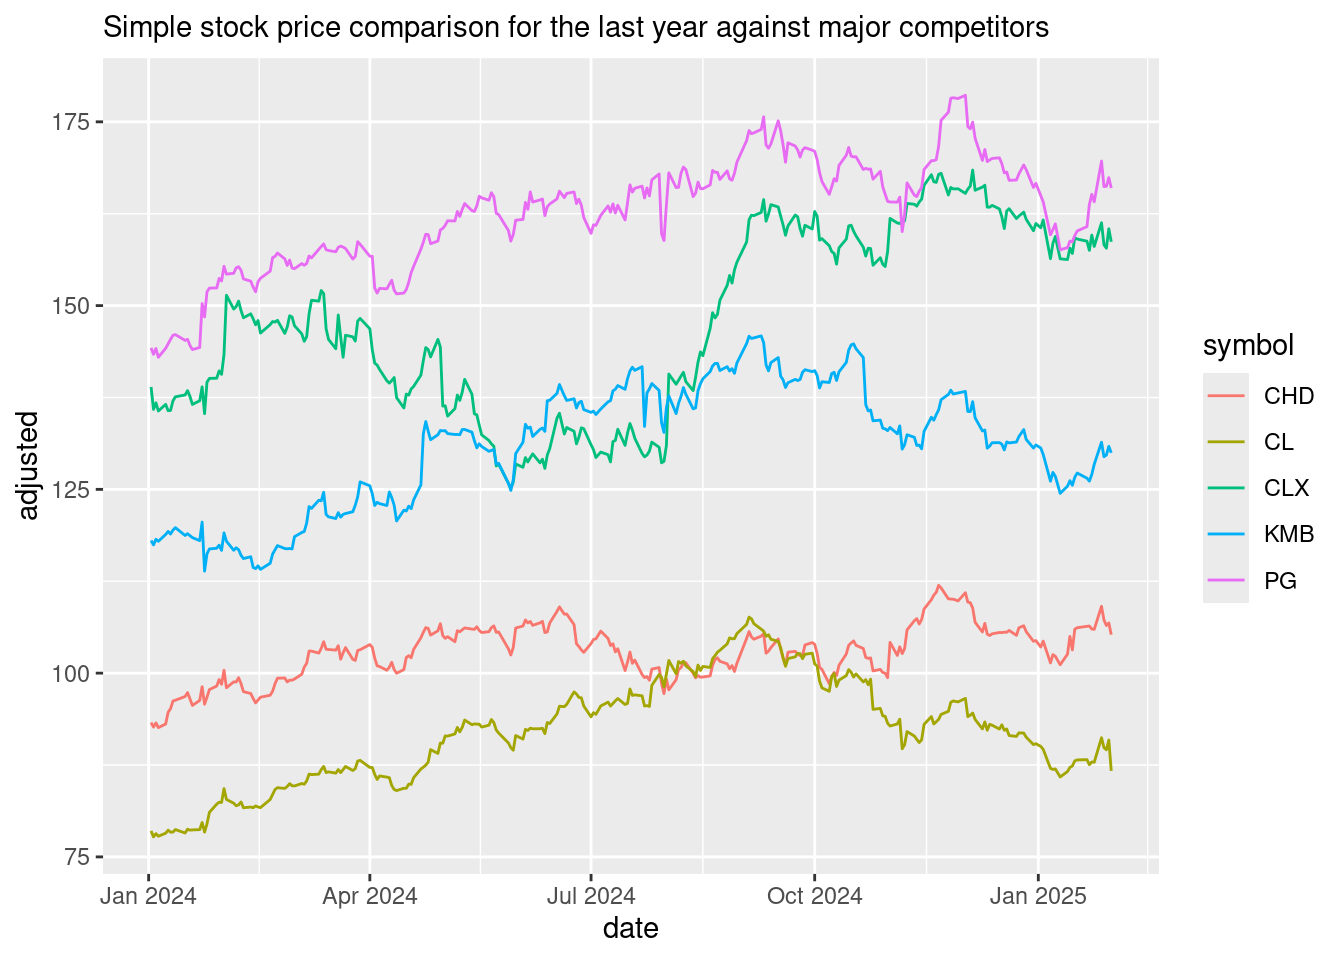 Simple stock price comparison for the last year against major competitors
adjusted
175
150
125
100
75
Jan 2024
Apr 2024
Jul 2024
Oct 2024
Jan 2025
date
symbol
CHD
CL
CLX
KMB
PG